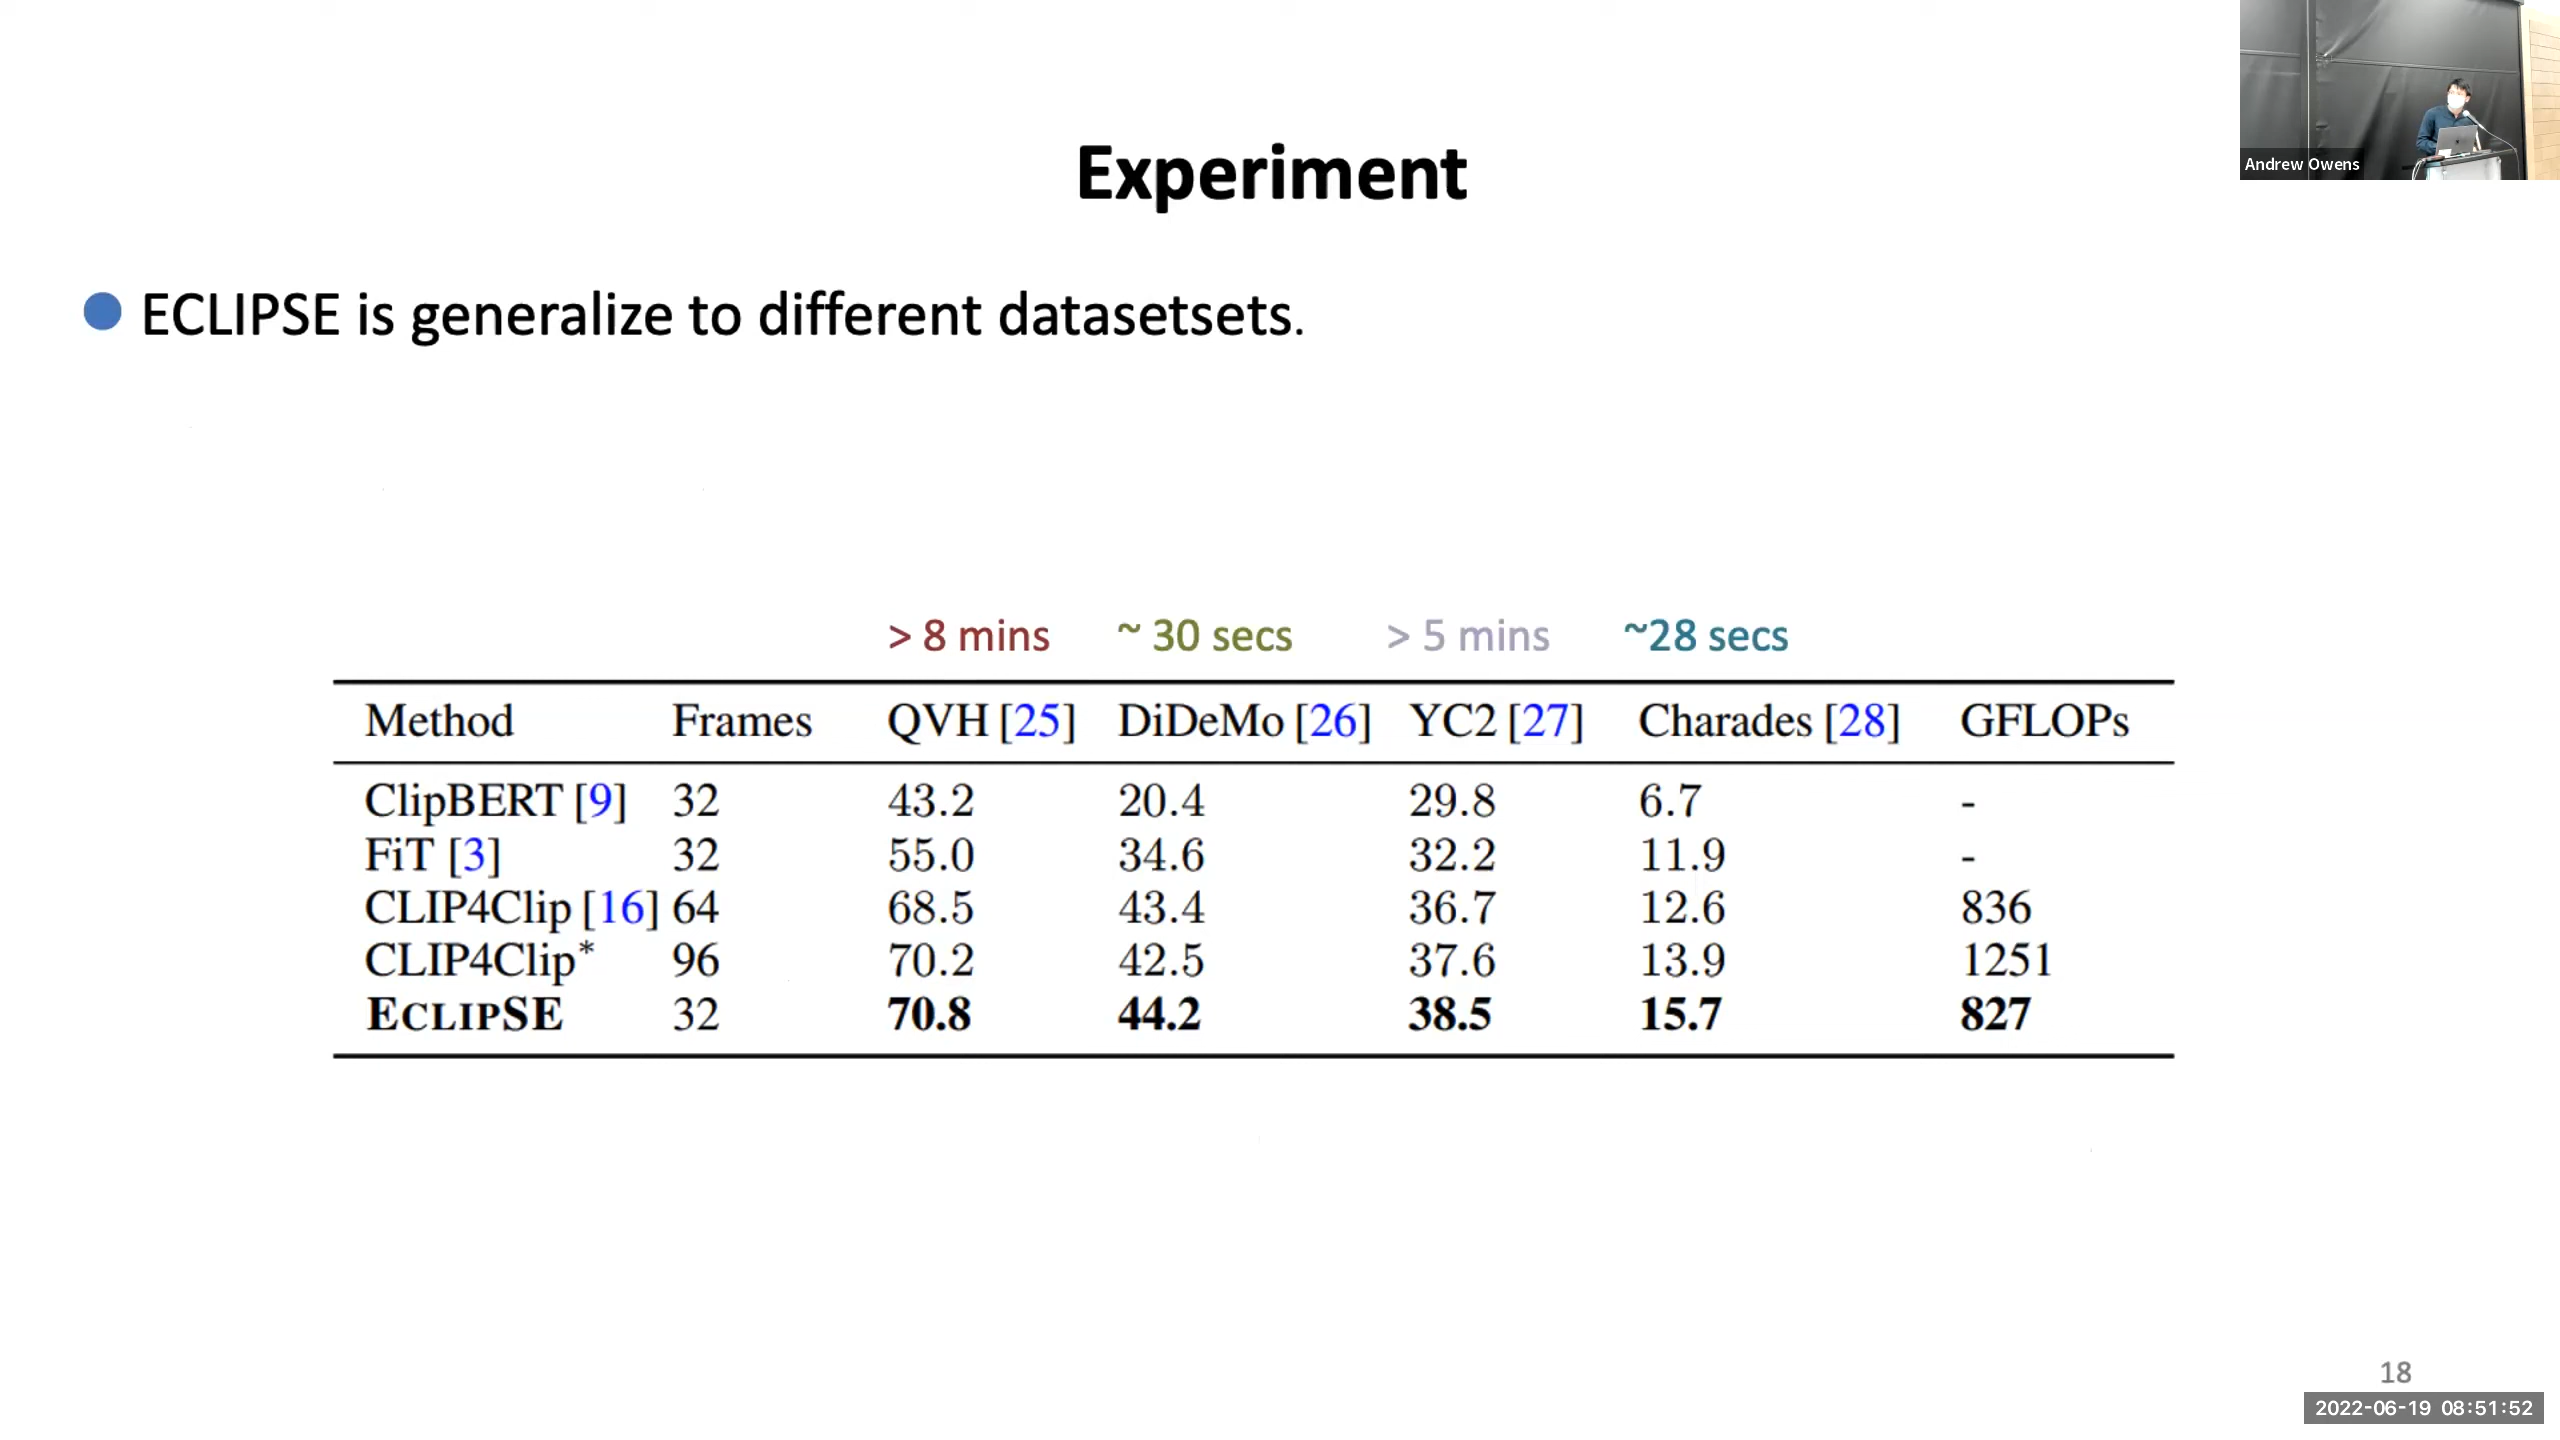 Andrew Owens
Experiment
ECLIPSE is generalize to different datasetsets.
> 8 mins ~ 30 secs > 5 mins ~28 secs
Method Frames QVH [25] DiDeMo [26] YC2 [27] Charades [28] GFLOPs
ClipBERT [9] 32 43.2 20.4 29.8 6.7 -
FiT [3] 32 55.0 34.6 32.2 11.9 -
CLIP4Clip [16] 64 68.5 43.4 36.7 12.6 836
CLIP4Clip* 96 70.2 42.5 37.6 13.9 1251
ECLIPSE 32 70.8 44.2 38.5 15.7 827
18
2022-06-19 08:51:52